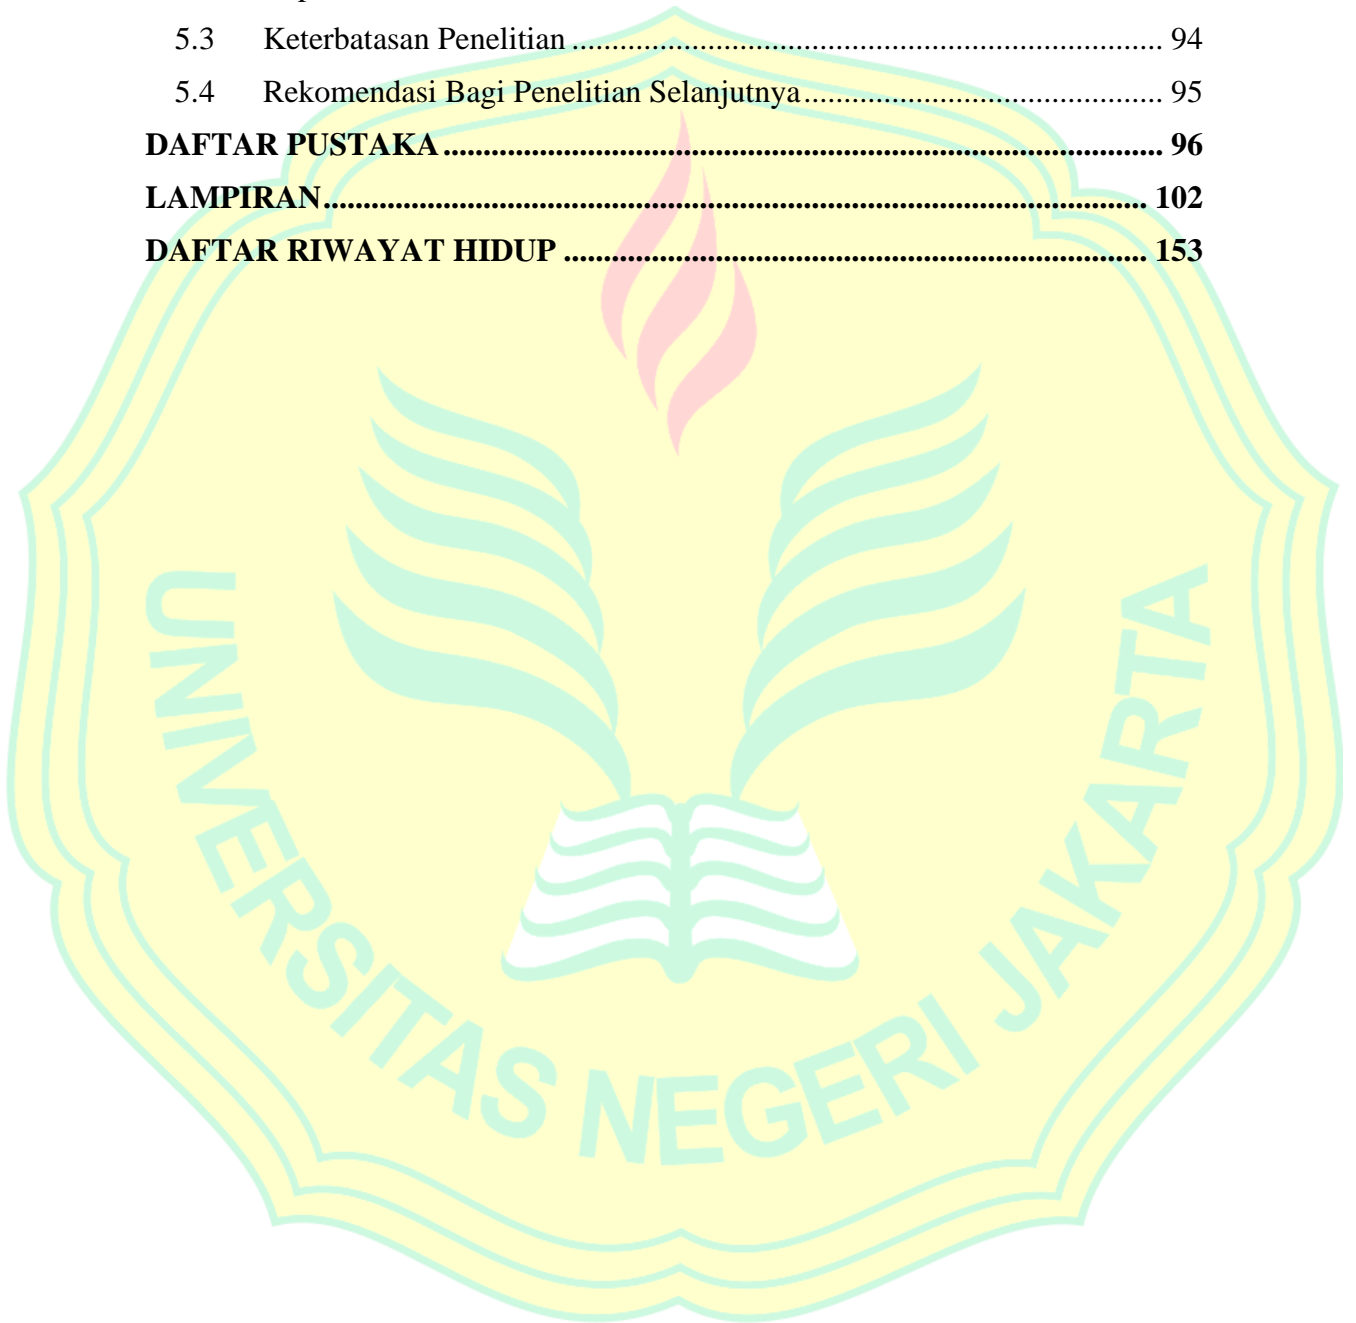 5.3 Keterbatasan Penelitian ........................................................................... 94
5.4 Rekomendasi Bagi Penelitian Selanjutnya ............................................. 95
DAFTAR PUSTAKA ........................................................................................... 96
LAMPIRAN ........................................................................................................ 102
DAFTAR RIWAYAT HIDUP .......................................................................... 153
UNIVERSITAS NEGERI JAKARTA